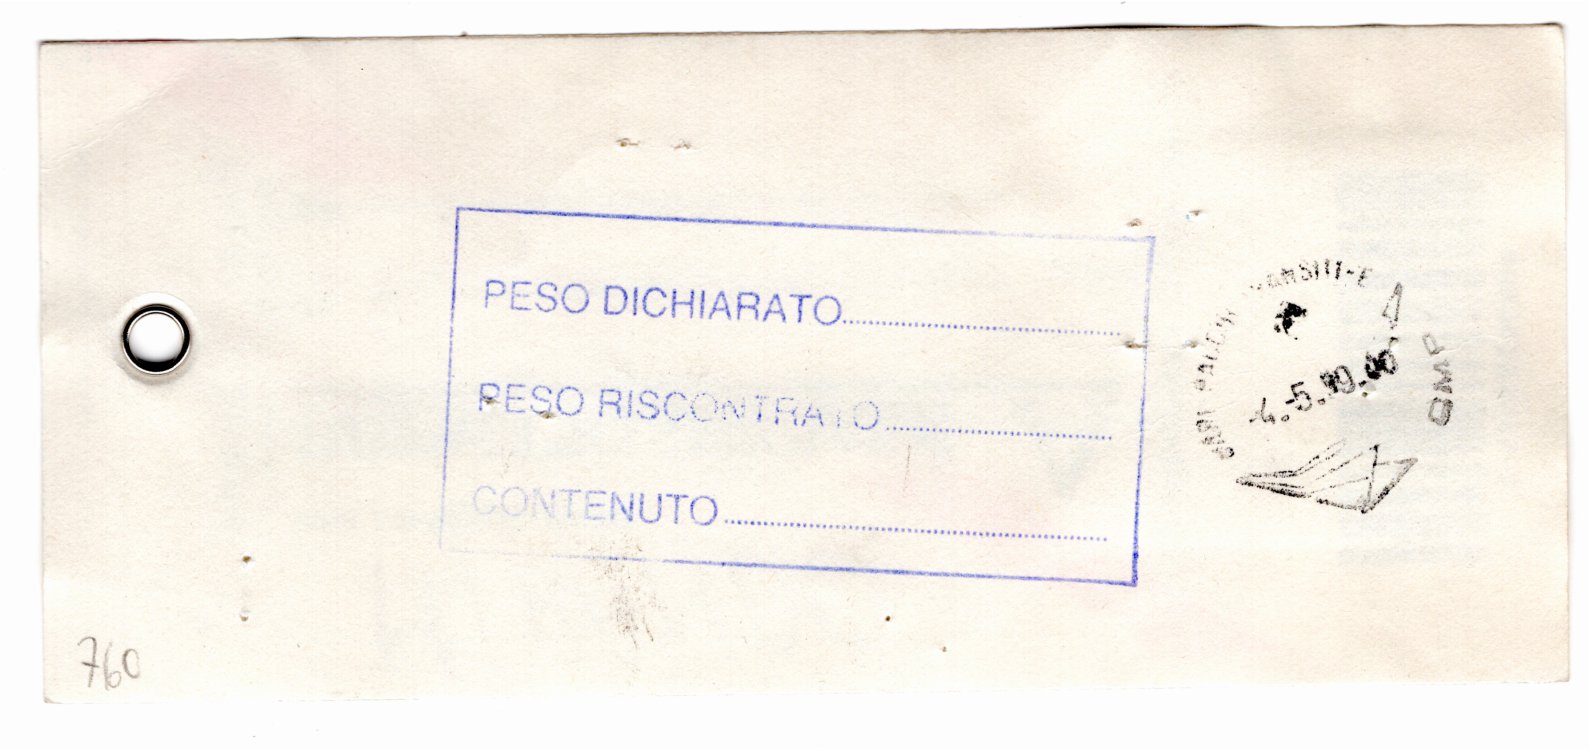 PESO DICHIARATO....................
PESO RISCONTRATO....................
CONTENUTO....................
CMP
760